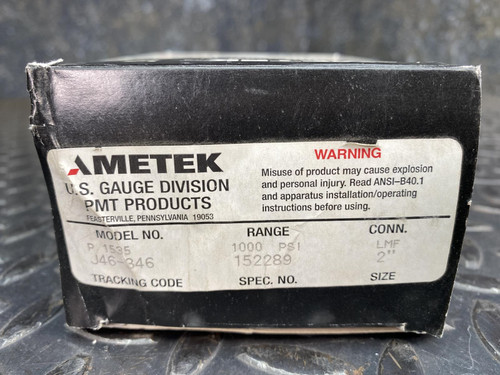 AMETEK
U.S. GAUGE DIVISION
PMT PRODUCTS
FEASTERVILLE, PENNSYLVANIA 19053
WARNING
Misuse of product may cause explosion
and personal injury. Read ANSI-B40.1
and apparatus installation/operating
instructions before using.
MODEL NO. RANGE CONN.
P 1535 1000 PSI LMF
J46-346 152289 2"
TRACKING CODE SPEC. NO. SIZE